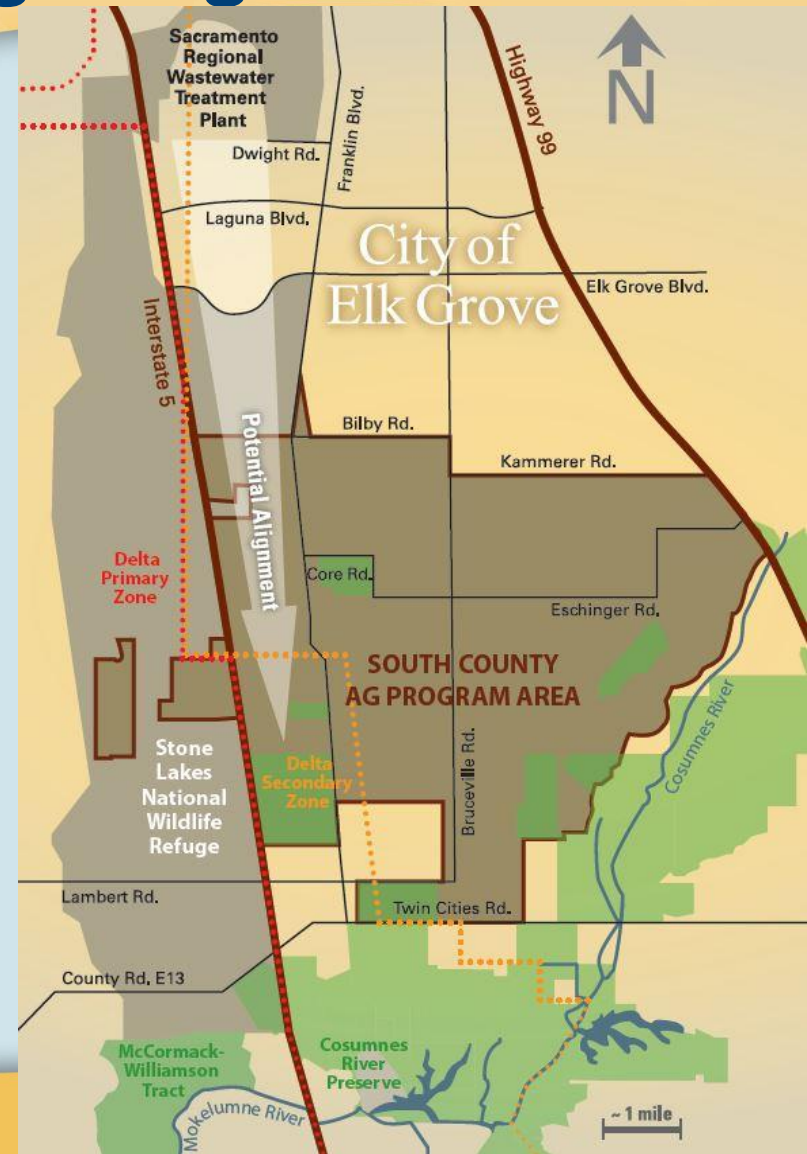 Sacramento
Regional
Wastewater
Treatment
Plant
Highway 99
N
Franklin Blvd.
Dwight Rd.
Laguna Blvd.
City of
Elk Grove
Elk Grove Blvd.
Interstate 5
Potential Alignment
Bilby Rd.
Kammerer Rd.
Delta
Primary
Zone
Core Rd.
Eschinger Rd.
SOUTH COUNTY
AG PROGRAM AREA
Cosumnes River
Stone
Lakes
National
Wildlife
Refuge
Delta
Secondary
Zone
Bruceville Rd.
Lambert Rd.
Twin Cities Rd.
County Rd, E13
McCormack-
Williamson
Tract
Cosumnes
River
Preserve
Mokelumne River
~ 1 mile